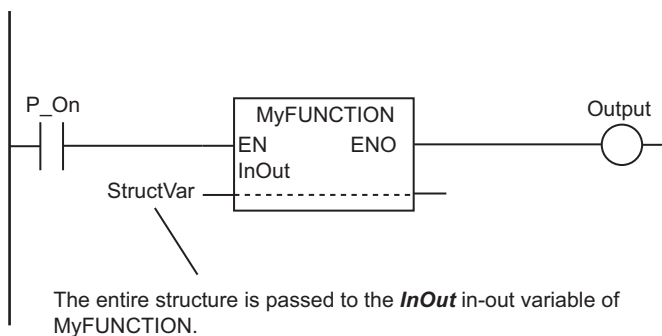 P_On
MyFUNCTION
Output
EN ENO
InOut
StructVar
The entire structure is passed to the InOut in-out variable of
MyFUNCTION.